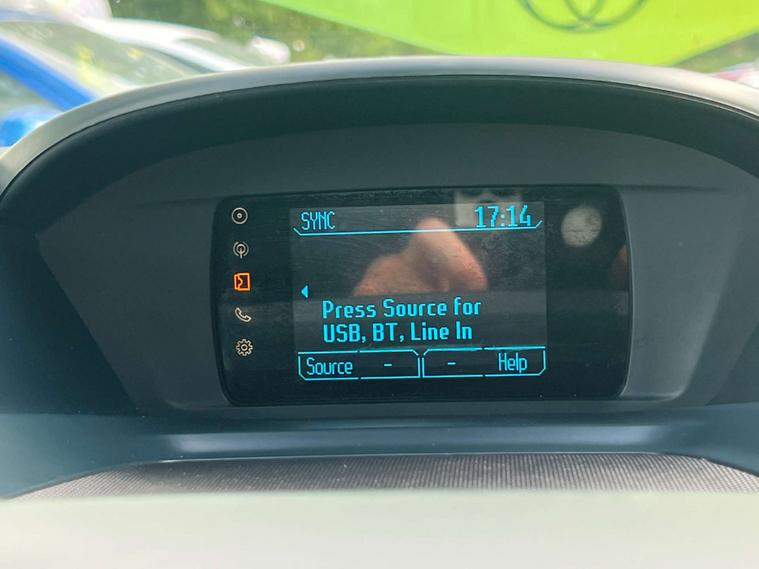 SYNC 17:14
Press Source for
USB, BT, Line In
Source - - Help